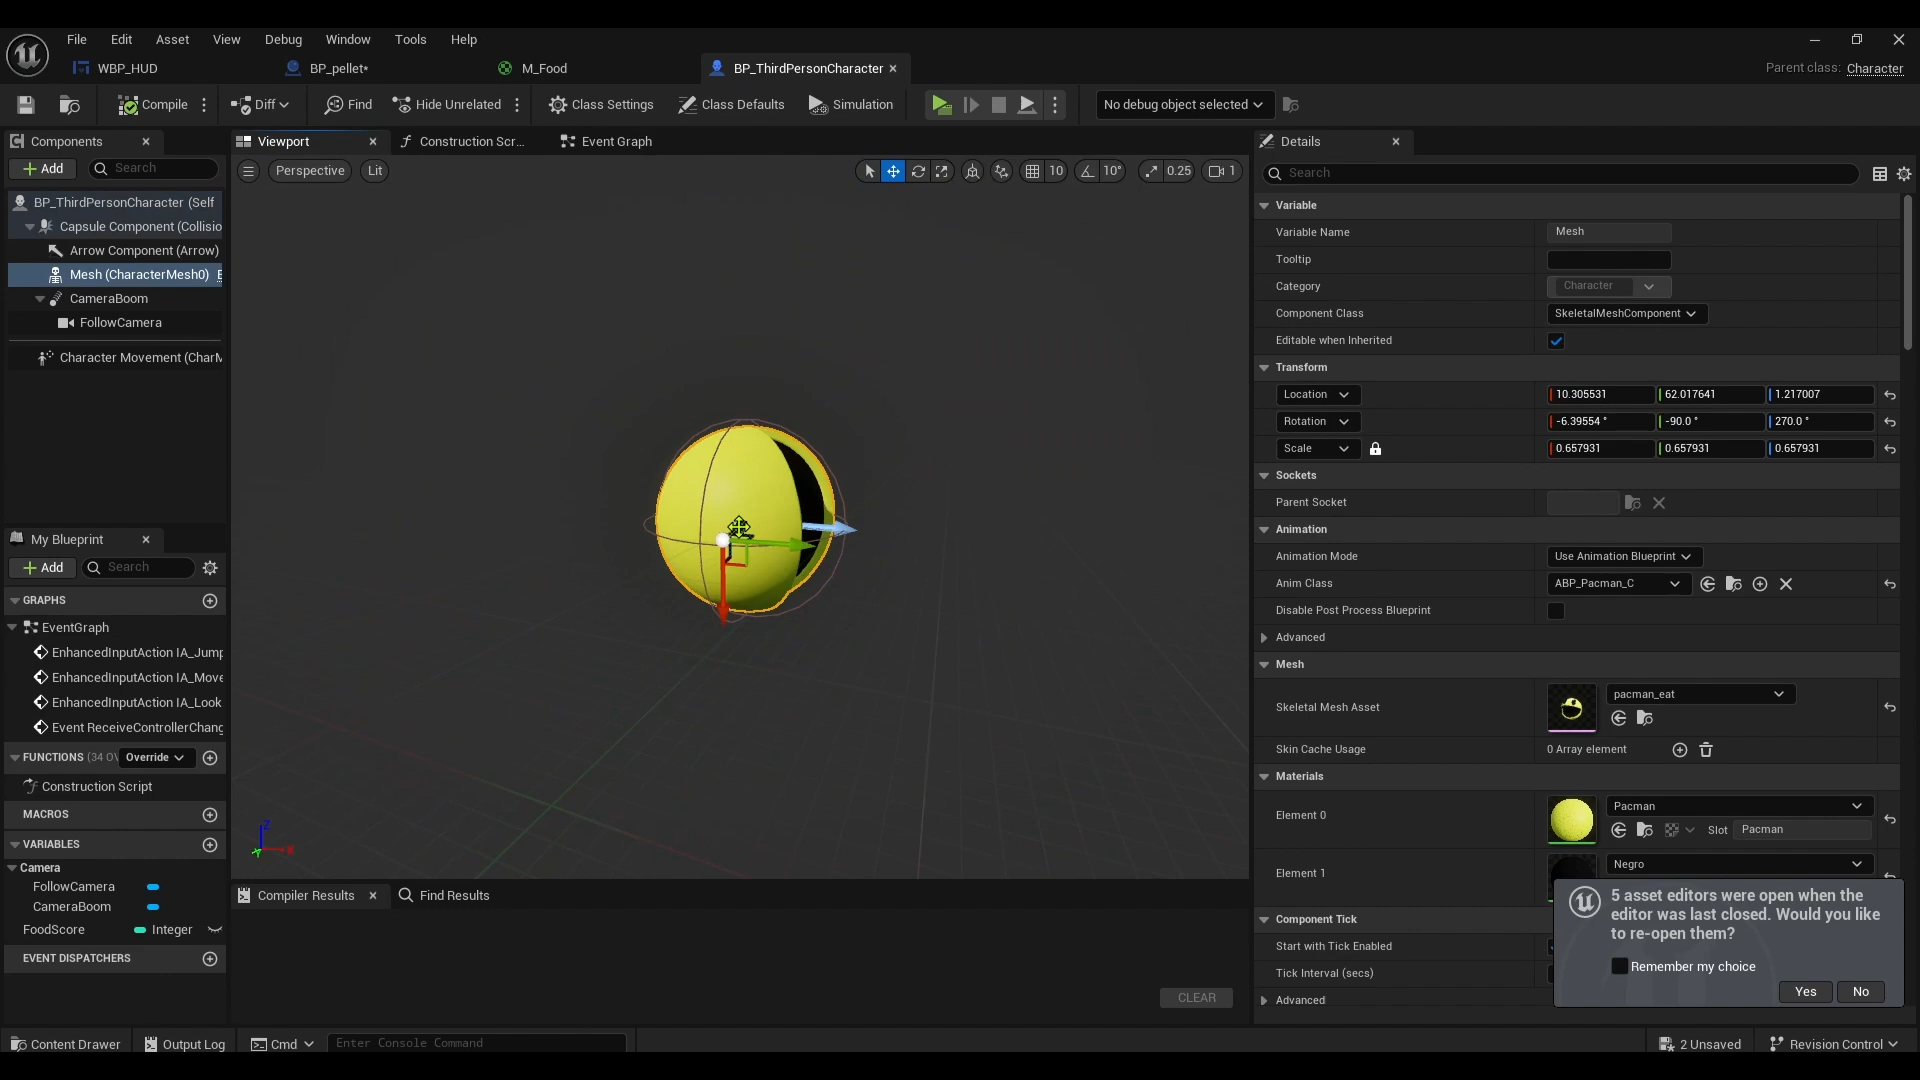 File Edit Asset View Debug Window Tools Help
WBP_HUD BP_pellet* M_Food BP_ThirdPersonCharacter Parent class: Character
Compile Diff Find Hide Unrelated Class Settings Class Defaults Simulation No debug object selected
Components Viewport Construction Scr... Event Graph Details
Add Search Perspective Lit 10 10° 0.25 1 Search
BP_ThirdPersonCharacter (Self
Capsule Component (Collisio
Arrow Component (Arrow)
Mesh (CharacterMesh0) E
CameraBoom
FollowCamera
Character Movement (CharM
My Blueprint
Add Search
GRAPHS
EventGraph
EnhancedInputAction IA_Jump
EnhancedInputAction IA_Move
EnhancedInputAction IA_Look
Event ReceiveControllerChang
FUNCTIONS (34 OV Override
Construction Script
MACROS
VARIABLES
Camera
FollowCamera
CameraBoom
FoodScore Integer
EVENT DISPATCHERS
Z
X
Y
Compiler Results Find Results
CLEAR
Variable
Variable Name Mesh
Tooltip
Category Character
Component Class SkeletalMeshComponent
Editable when Inherited
Transform
Location 10.305531 62.017641 1.217007
Rotation -6.39554 ° -90.0 ° 270.0 °
Scale 0.657931 0.657931 0.657931
Sockets
Parent Socket
Animation
Animation Mode Use Animation Blueprint
Anim Class ABP_Pacman_C
Disable Post Process Blueprint
Advanced
Mesh
Skeletal Mesh Asset pacman_eat
Skin Cache Usage 0 Array element
Materials
Element 0 Pacman
Slot Pacman
Element 1 Negro
Component Tick
Start with Tick Enabled
Tick Interval (secs)
Advanced
5 asset editors were open when the
editor was last closed. Would you like
to re-open them?
Remember my choice
Yes No
Content Drawer Output Log Cmd Enter Console Command 2 Unsaved Revision Control